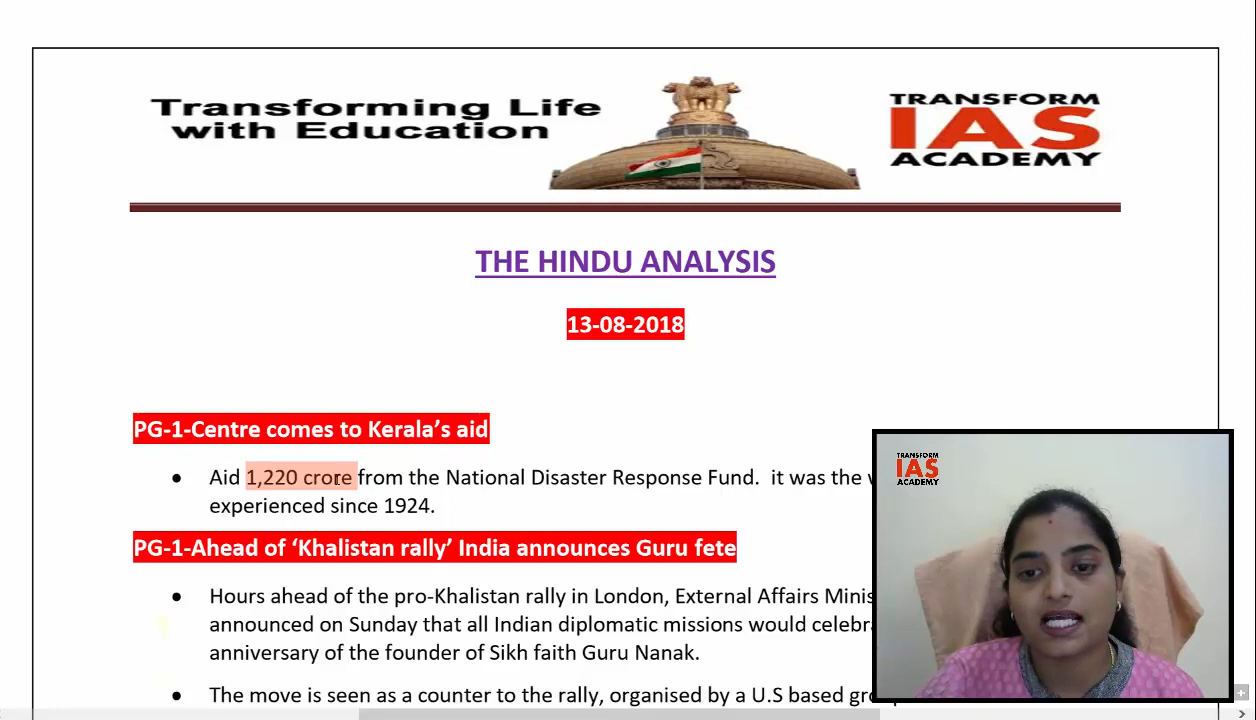 Transforming Life
with Education
TRANSFORM
IAS
ACADEMY
THE HINDU ANALYSIS
13-08-2018
PG-1-Centre comes to Kerala's aid
● Aid 1,220 crore from the National Disaster Response Fund.  it was the
experienced since 1924.
PG-1-Ahead of ‘Khalistan rally’ India announces Guru fete
● Hours ahead of the pro-Khalistan rally in London, External Affairs
announced on Sunday that all Indian diplomatic missions would
anniversary of the founder of Sikh faith Guru Nanak.
● The move is seen as a counter to the rally, organised by a U.S based
TRANSFORM
IAS
ACADEMY